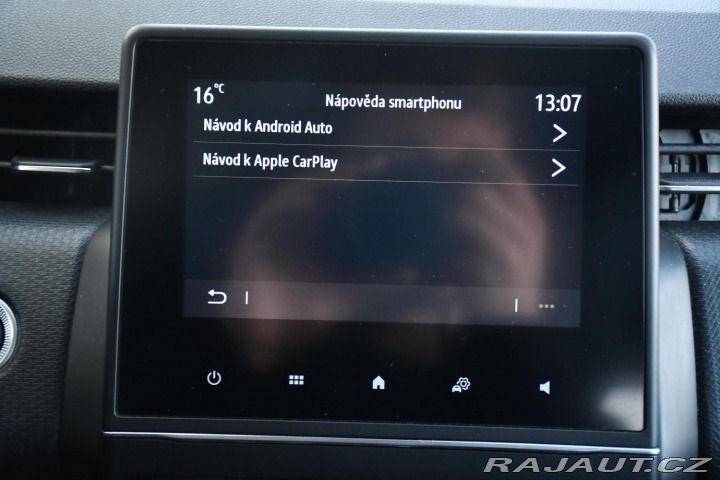 16°C Nápověda smartphonu 13:07
Návod k Android Auto
Návod k Apple CarPlay
RAJAUT.CZ